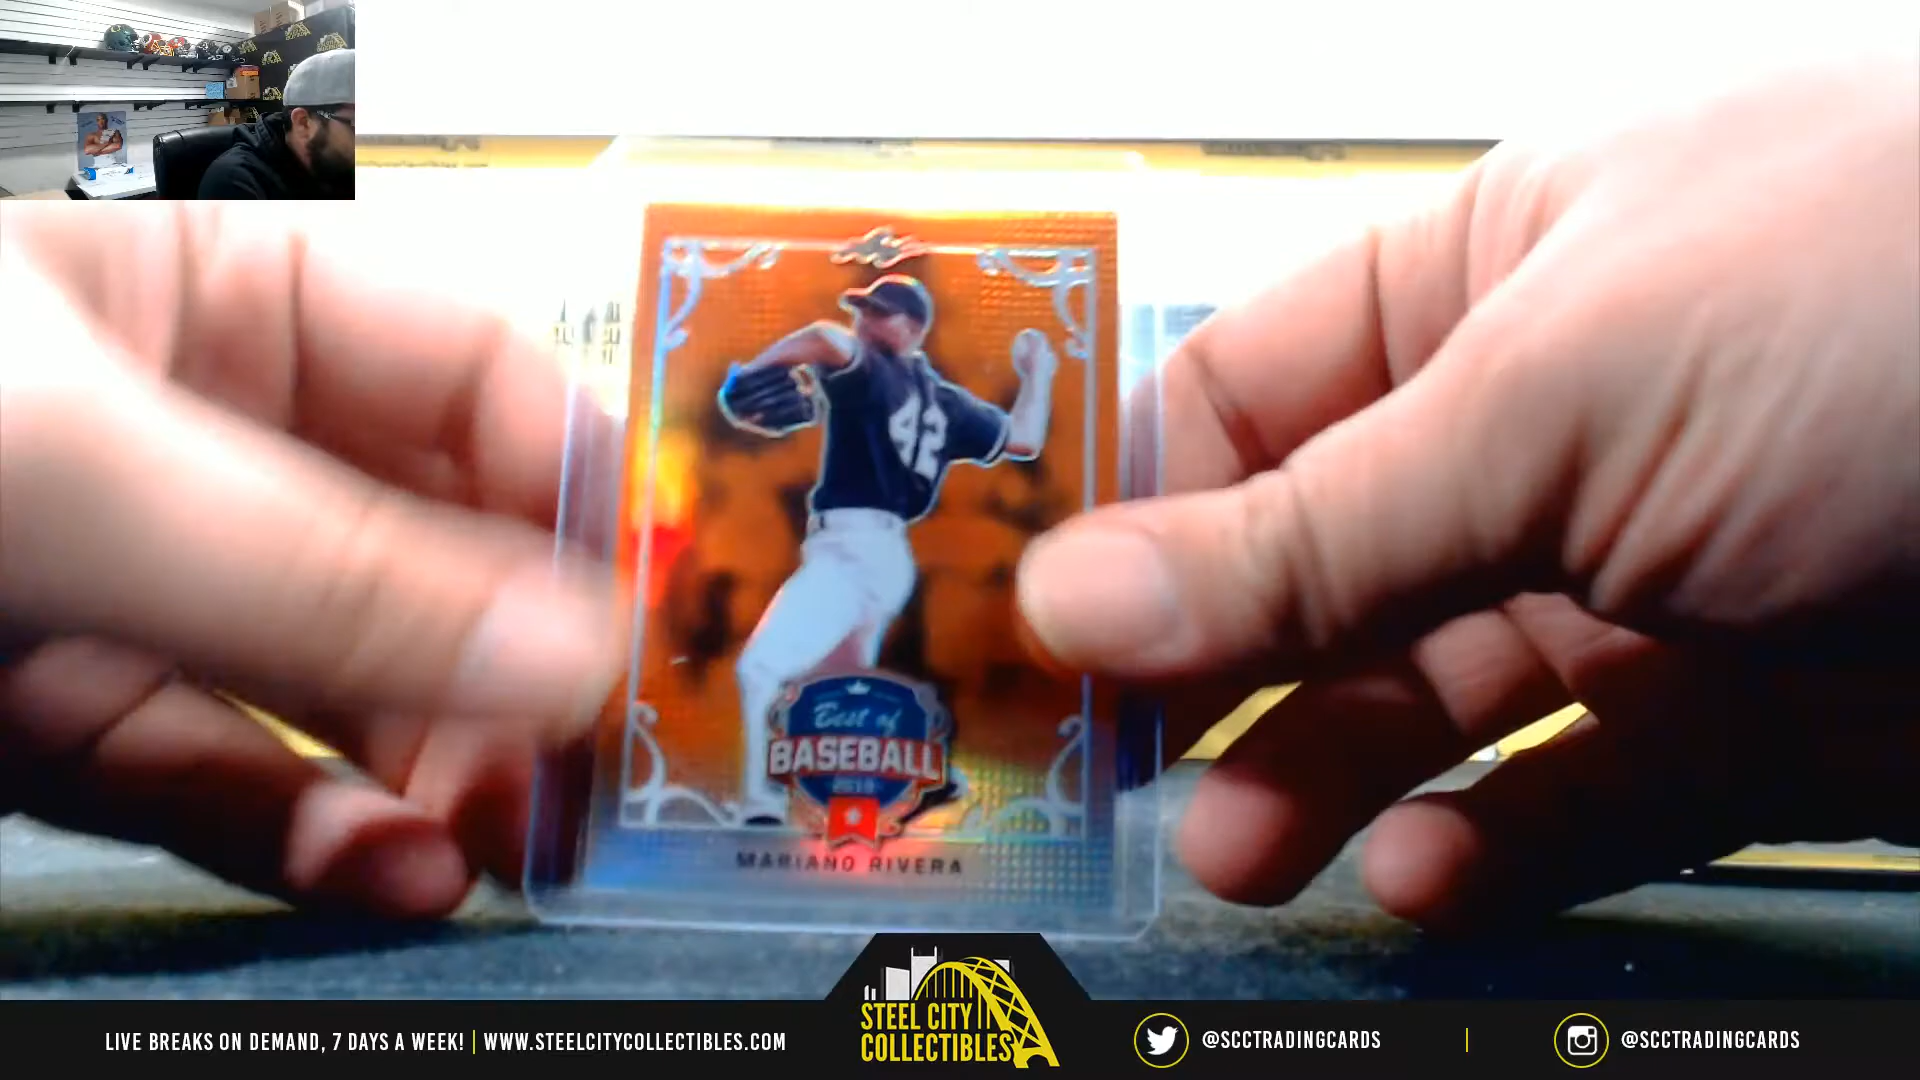 42
Best of
BASEBALL
MARIANO RIVERA
STEEL CITY
COLLECTIBLES
LIVE BREAKS ON DEMAND, 7 DAYS A WEEK! | WWW.STEELCITYCOLLECTIBLES.COM
@SCCTRADINGCARDS
@SCCTRADINGCARDS